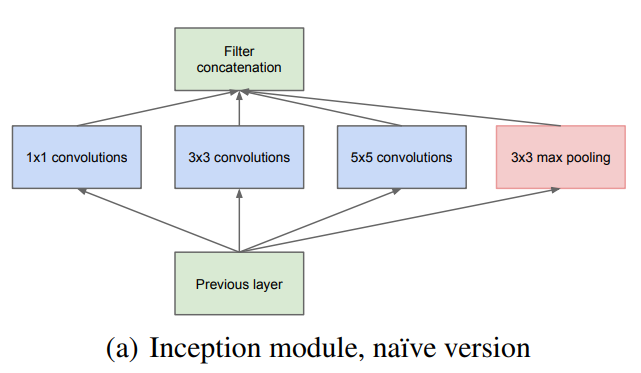 Filter
concatenation
1x1 convolutions
3x3 convolutions
5x5 convolutions
3x3 max pooling
Previous layer
(a) Inception module, naïve version